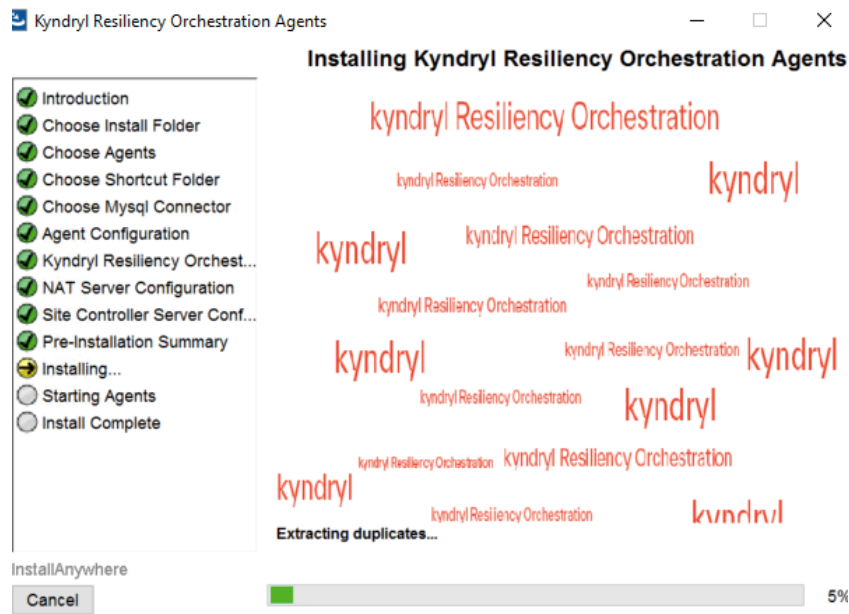 Kyndryl Resiliency Orchestration Agents
Installing Kyndryl Resiliency Orchestration Agents
Introduction
Choose Install Folder
Choose Agents
Choose Shortcut Folder
Choose Mysql Connector
Agent Configuration
Kyndryl Resiliency Orchest...
NAT Server Configuration
Site Controller Server Conf...
Pre-Installation Summary
Installing...
Starting Agents
Install Complete
kyndryl Resiliency Orchestration
kyndryl Resiliency Orchestration
kyndryl
kyndryl
kyndryl Resiliency Orchestration
kyndryl Resiliency Orchestration
kyndryl Resiliency Orchestration
kyndryl
kyndryl Resiliency Orchestration
kyndryl
kyndryl Resiliency Orchestration
kyndryl
kyndryl Resiliency Orchestration
kyndryl Resiliency Orchestration
kyndryl
kyndryl Resiliency Orchestration
kyndryl
Extracting duplicates...
InstallAnywhere
Cancel
5%